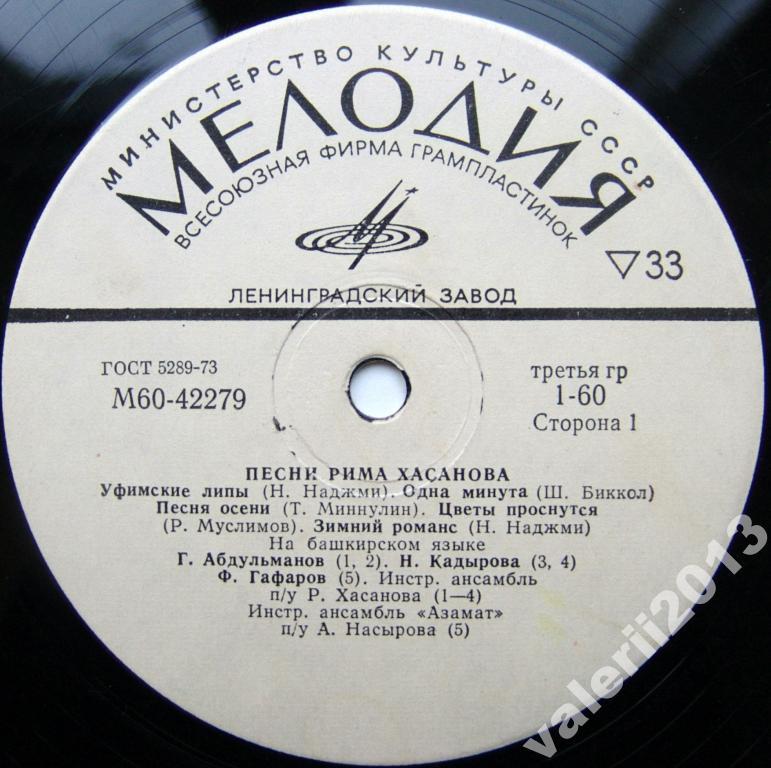 МИНИСТЕРСТВО КУЛЬТУРЫ СССР
МЕЛОДИЯ
ВСЕСОЮЗНАЯ ФИРМА ГРАМПЛАСТИНОК
▽33
ЛЕНИНГРАДСКИЙ ЗАВОД
ГОСТ 5289-73
М60-42279
третья гр
1-60
Сторона 1
ПЕСНИ РИМА ХАСАНОВА
Уфимские липы (Н. Наджми). Одна минута (Ш. Биккол)
Песня осени (Т. Миннулин). Цветы проснутся
(Р. Муслимов). Зимний романс (Н. Наджми)
На башкирском языке
Г. Абдульманов (1, 2). Н. Кадырова (3, 4)
Ф. Гафаров (5). Инстр. ансамбль
п/у Р. Хасанова (1—4)
Инстр. ансамбль «Азамат»
п/у А. Насырова (5)
valerii2013